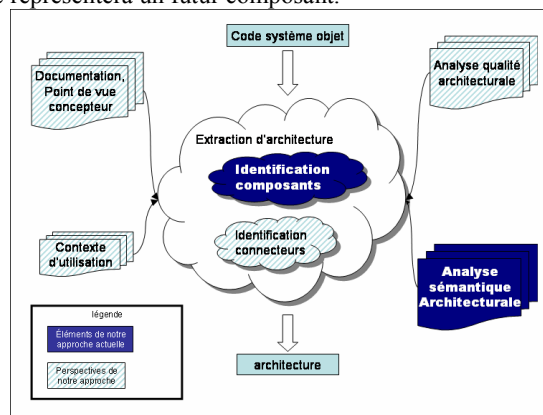 représentera un futur composant.
Code système objet
Documentation,
Point de vue
concepteur
Analyse qualité
architecturale
Extraction d'architecture
Identification
composants
Identification
connecteurs
Contexte
d'utilisation
Analyse
sémantique
Architecturale
légende
Éléments de notre
approche actuelle
Perspectives de
notre approche
architecture